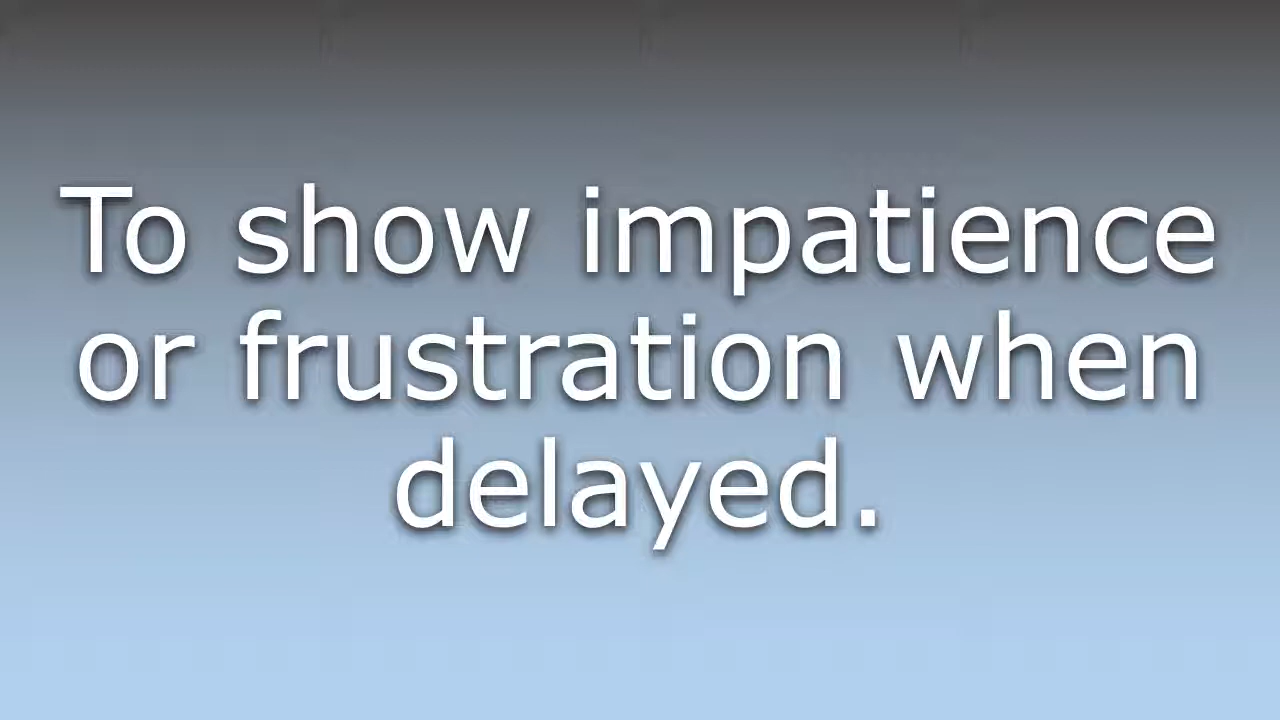 To show impatience
or frustration when
delayed.